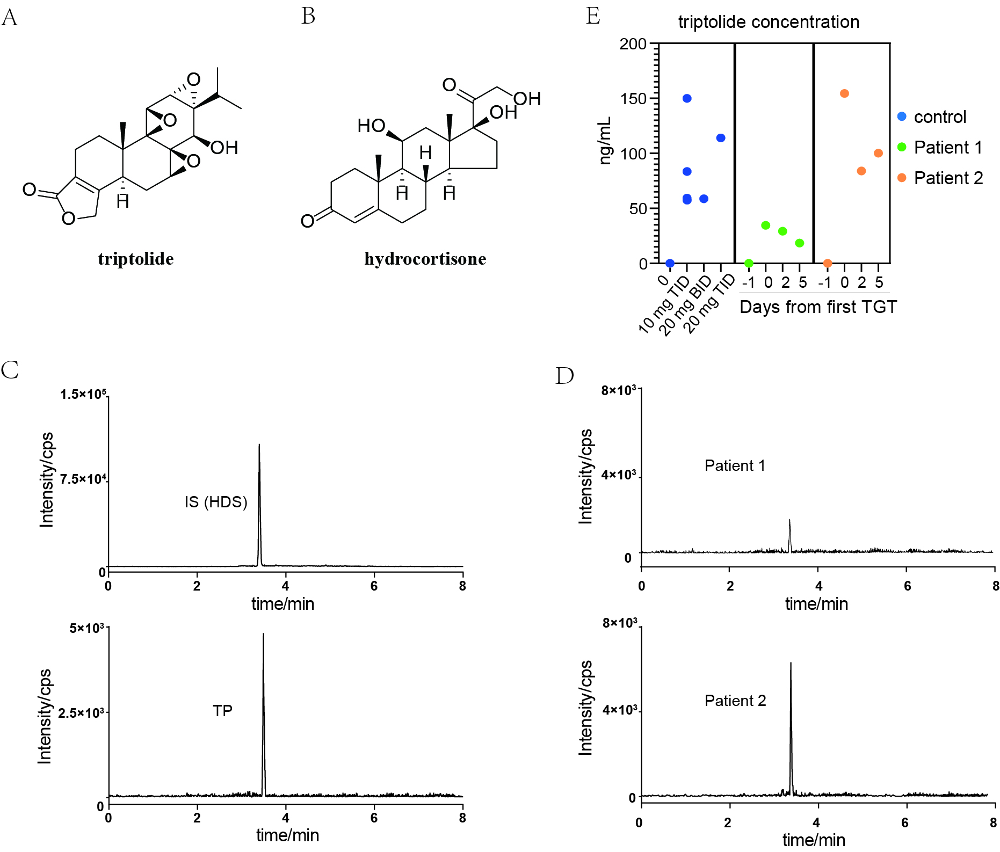 A
O
O
OH
O
O
O
H
triptolide
B
O
OH
OH
HO
H
H
H
O
hydrocortisone
E
triptolide concentration
200
150
100
50
0
ng/mL
0
10 mg TID
20 mg BID
20 mg TID
-1 0 2 5
-1 0 2 5
Days from first TGT
control
Patient 1
Patient 2
C
1.5×10⁵
7.5×10⁴
0
Intensity/cps
IS (HDS)
0 2 4 6 8
time/min
5×10³
2.5×10³
0
Intensity/cps
TP
0 2 4 6 8
time/min
D
8×10³
4×10³
0
Intensity/cps
Patient 1
0 2 4 6 8
time/min
8×10³
4×10³
0
Intensity/cps
Patient 2
0 2 4 6 8
time/min